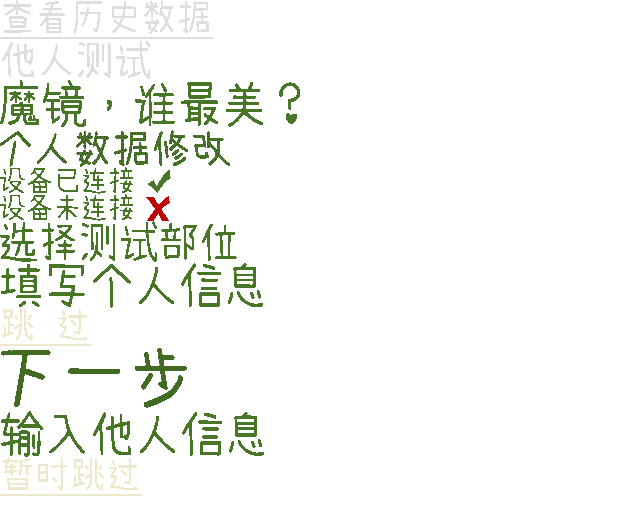 查看历史数据
他人测试
魔镜，谁最美？
个人数据修改
设备已连接
设备未连接
选择测试部位
填写个人信息
跳 过
下一步
输入他人信息
暂时跳过